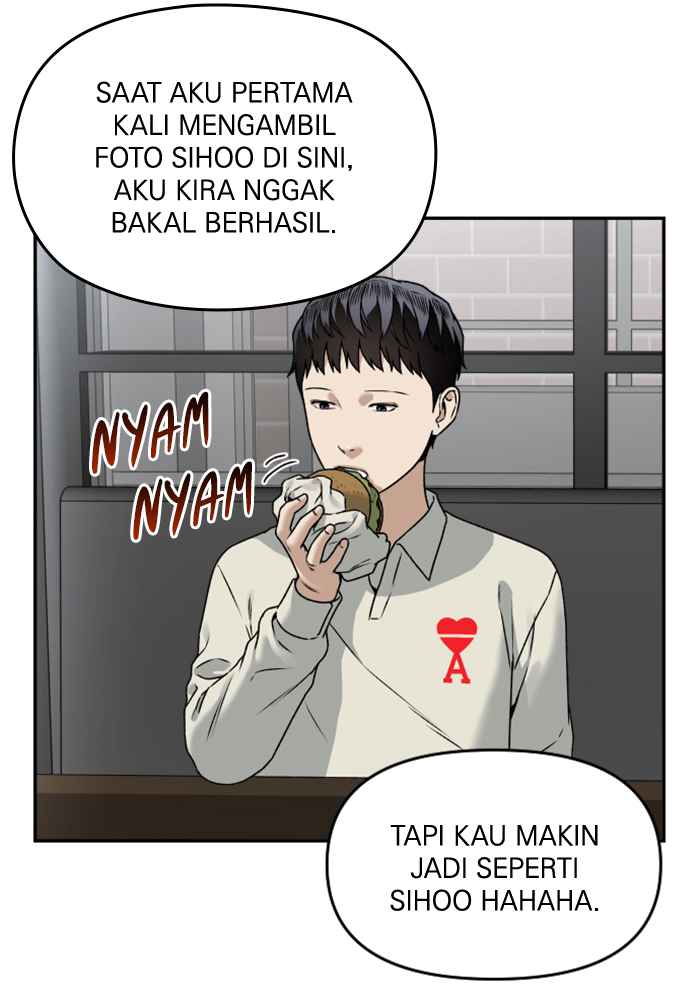 SAAT AKU PERTAMA
KALI MENGAMBIL
FOTO SIHOO DI SINI,
AKU KIRA NGGAK
BAKAL BERHASIL.
NYAM
NYAM
A
TAPI KAU MAKIN
JADI SEPERTI
SIHOO HAHAHA.